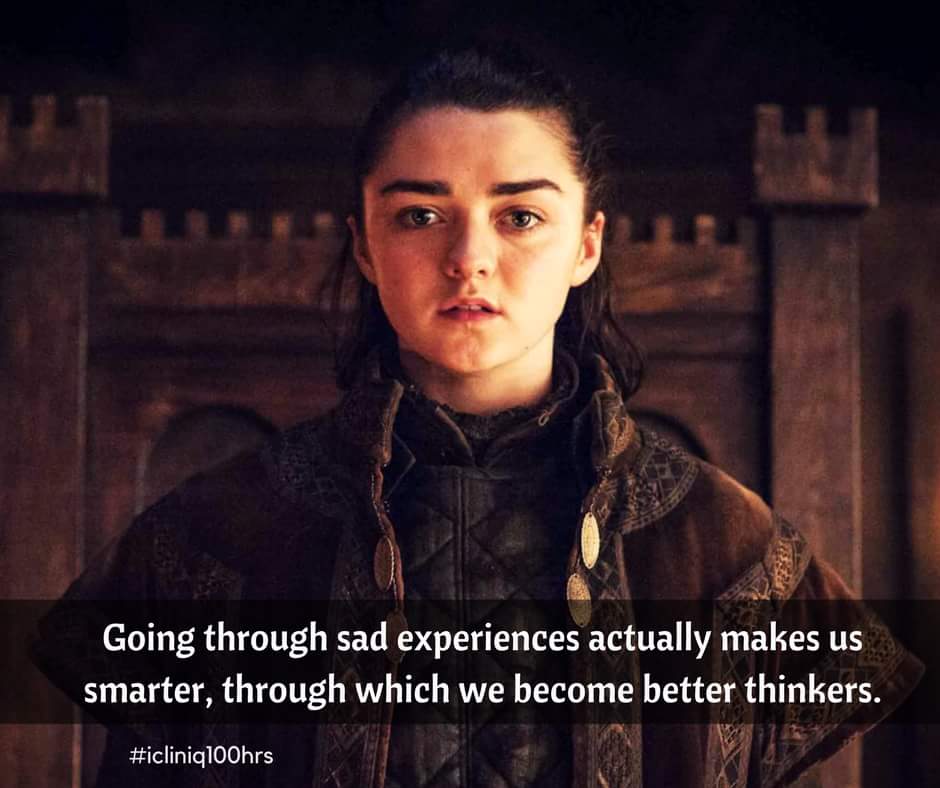 Going through sad experiences actually makes us
smarter, through which we become better thinkers.
#icliniq100hrs